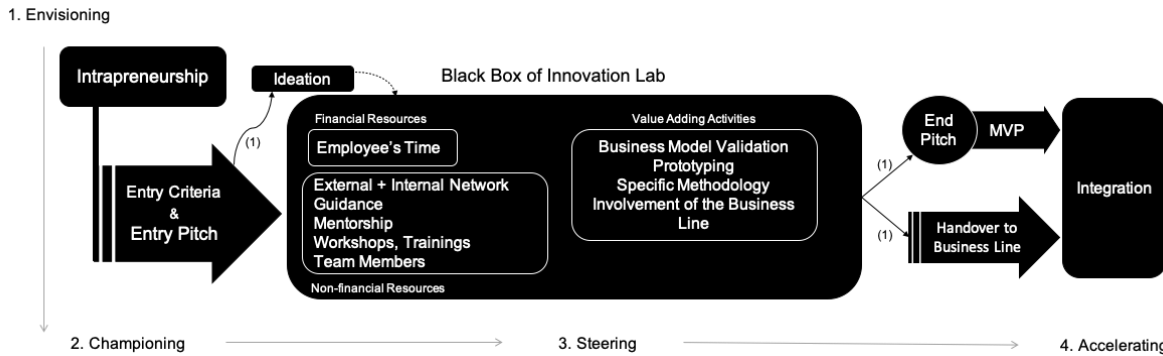 1. Envisioning
Intrapreneurship
Ideation
Black Box of Innovation Lab
(1)
Entry Criteria
&
Entry Pitch
Financial Resources
Employee's Time
External + Internal Network
Guidance
Mentorship
Workshops, Trainings
Team Members
Non-financial Resources
Value Adding Activities
Business Model Validation
Prototyping
Specific Methodology
Involvement of the Business
Line
(1)
End
Pitch
MVP
(1)
Handover to
Business Line
Integration
2. Championing
3. Steering
4. Accelerating